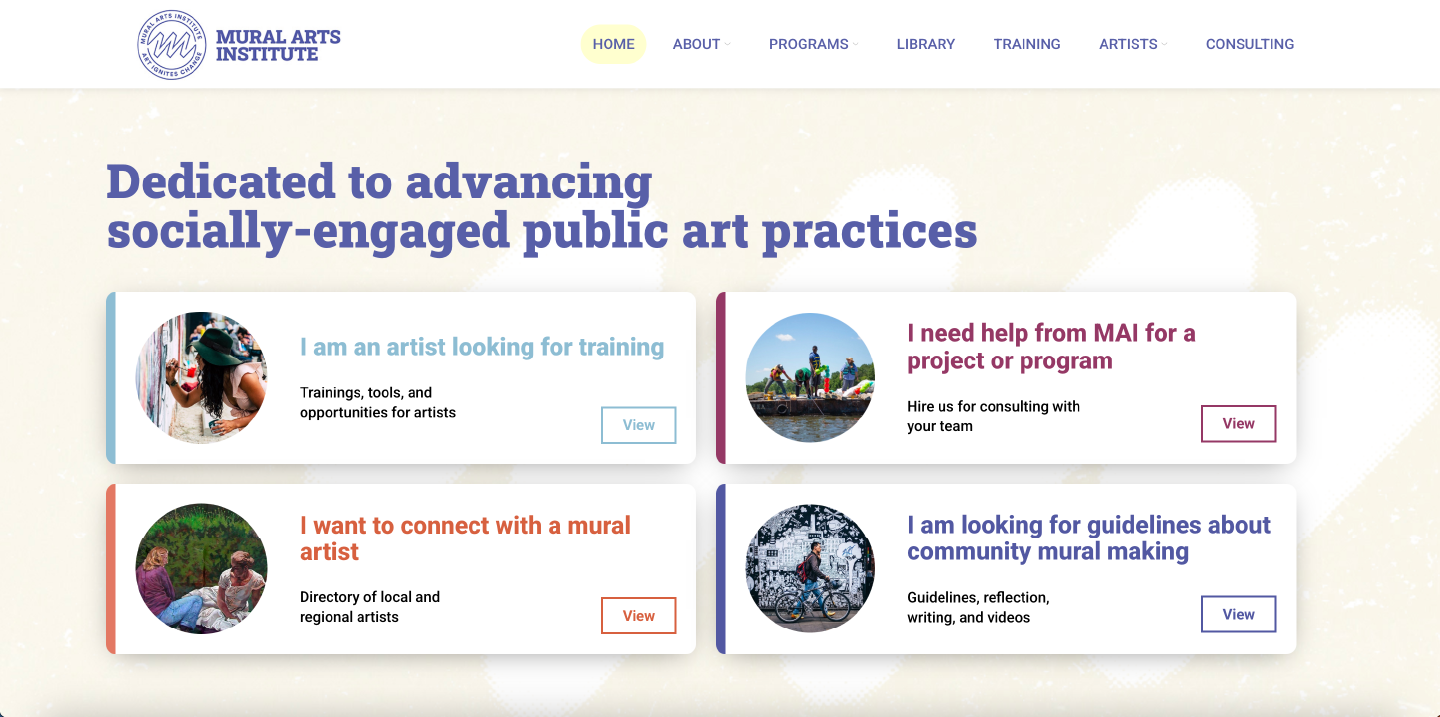 MURAL ARTS INSTITUTE
ART IGNITES CHANGE
MURAL ARTS
INSTITUTE
HOME
ABOUT
PROGRAMS
LIBRARY
TRAINING
ARTISTS
CONSULTING
Dedicated to advancing
socially-engaged public art practices
I am an artist looking for training
Trainings, tools, and
opportunities for artists
View
I need help from MAI for a
project or program
Hire us for consulting with
your team
View
I want to connect with a mural
artist
Directory of local and
regional artists
View
I am looking for guidelines about
community mural making
Guidelines, reflection,
writing, and videos
View